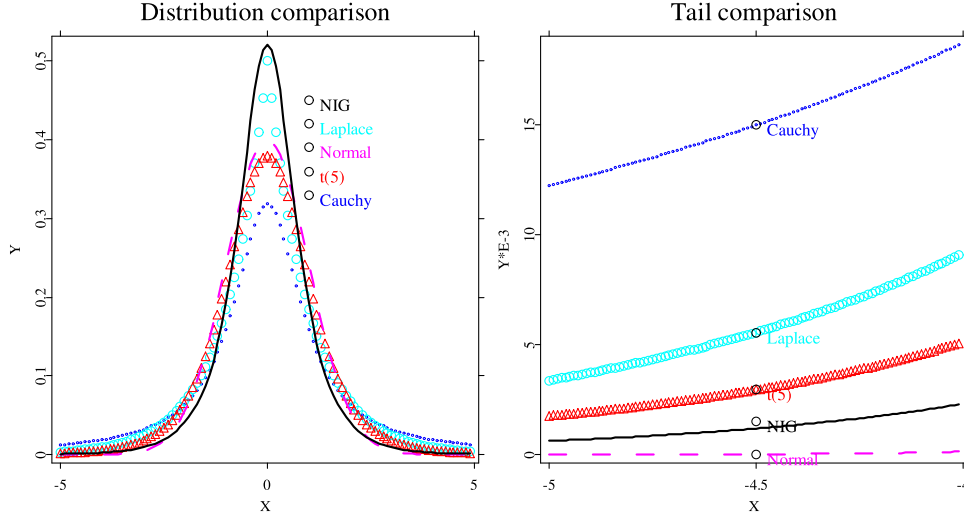 Distribution comparison
Y
0 0.1 0.2 0.3 0.4 0.5
NIG
Laplace
Normal
t(5)
Cauchy
-5 0 5
X
Tail comparison
Y*E-3
0 5 10 15
Cauchy
Laplace
t(5)
NIG
Normal
-5 -4.5 -4
X